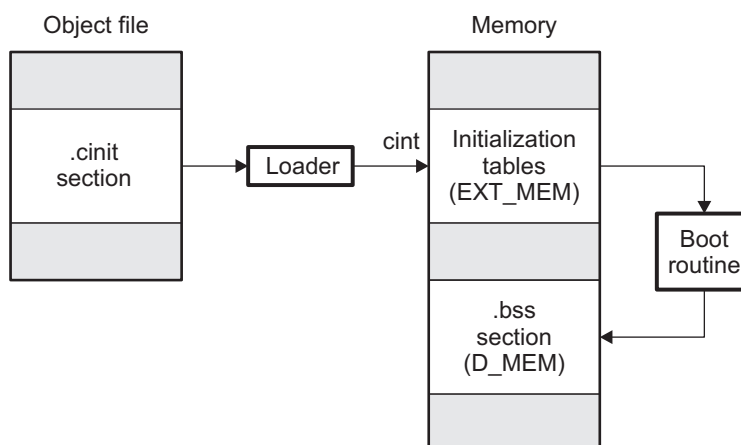 Object file
Memory
.cinit
section
Loader
cint
Initialization
tables
(EXT_MEM)
Boot
routine
.bss
section
(D_MEM)